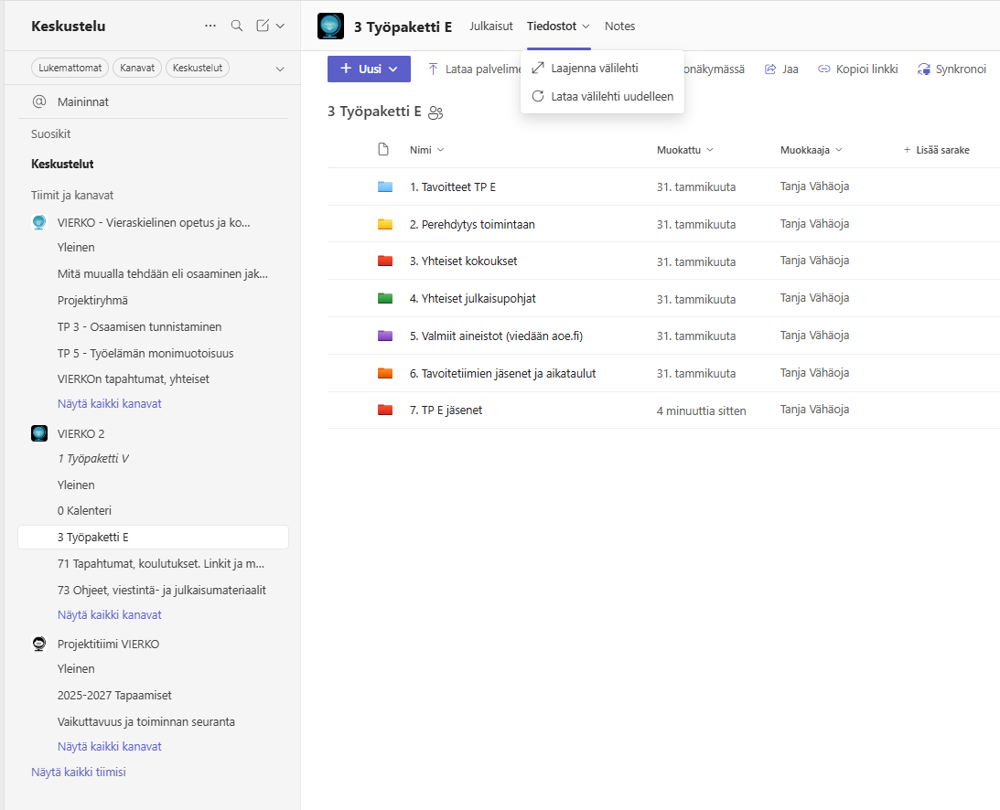 Keskustelu
Lukemattomat Kanavat Keskustelut
Maininnat
Suosikit
Keskustelut
Tiimit ja kanavat
VIERKO - Vieraskielinen opetus ja ko...
Yleinen
Mitä muualla tehdään eli osaaminen jak...
Projektiryhmä
TP 3 - Osaamisen tunnistaminen
TP 5 - Työelämän monimuotoisuus
VIERKOn tapahtumat, yhteiset
Näytä kaikki kanavat
VIERKO 2
1 Työpaketti V
Yleinen
0 Kalenteri
3 Työpaketti E
71 Tapahtumat, koulutukset. Linkit ja m...
73 Ohjeet, viestintä- ja julkaisumateriaalit
Näytä kaikki kanavat
Projektitiimi VIERKO
Yleinen
2025-2027 Tapaamiset
Vaikuttavuus ja toiminnan seuranta
Näytä kaikki kanavat
Näytä kaikki tiimisi
3 Työpaketti E Julkaisut Tiedostot Notes
+ Uusi Lataa palvelime onäkymässä Jaa Kopioi linkki Synkronoi
Laajenna välilehti
Lataa välilehti uudelleen
3 Työpaketti E
Nimi Muokattu Muokkaaja + Lisää sarake
1. Tavoitteet TP E 31. tammikuuta Tanja Vähäoja
2. Perehdytys toimintaan 31. tammikuuta Tanja Vähäoja
3. Yhteiset kokoukset 31. tammikuuta Tanja Vähäoja
4. Yhteiset julkaisupohjat 31. tammikuuta Tanja Vähäoja
5. Valmiit aineistot (viedään aoe.fi) 31. tammikuuta Tanja Vähäoja
6. Tavoitetiimien jäsenet ja aikataulut 31. tammikuuta Tanja Vähäoja
7. TP E jäsenet 4 minuuttia sitten Tanja Vähäoja